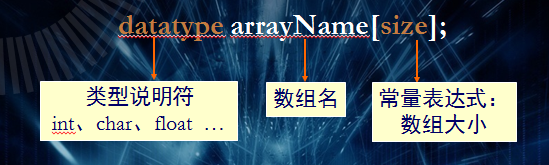 datatype arrayName[size];
类型说明符
int、char、float …
数组名
常量表达式：
数组大小